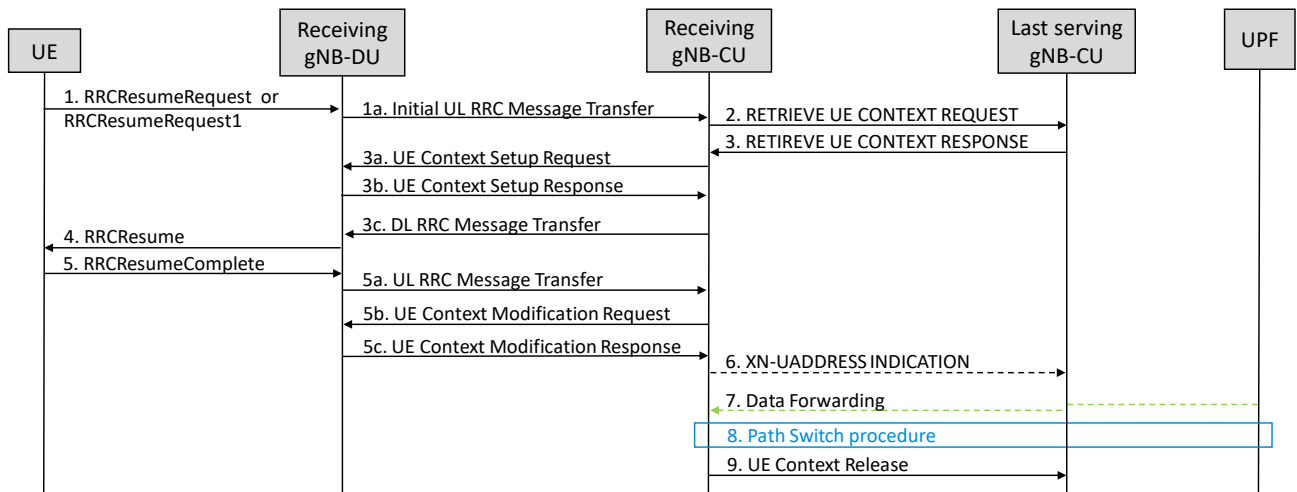 UE
Receiving
gNB-DU
Receiving
gNB-CU
Last serving
gNB-CU
UPF
1. RRCResumeRequest or
RRCResumeRequest1
1a. Initial UL RRC Message Transfer
2. RETRIEVE UE CONTEXT REQUEST
3. RETIREVE UE CONTEXT RESPONSE
3a. UE Context Setup Request
3b. UE Context Setup Response
3c. DL RRC Message Transfer
4. RRCResume
5. RRCResumeComplete
5a. UL RRC Message Transfer
5b. UE Context Modification Request
5c. UE Context Modification Response
6. XN-UADDRESS INDICATION
7. Data Forwarding
8. Path Switch procedure
9. UE Context Release